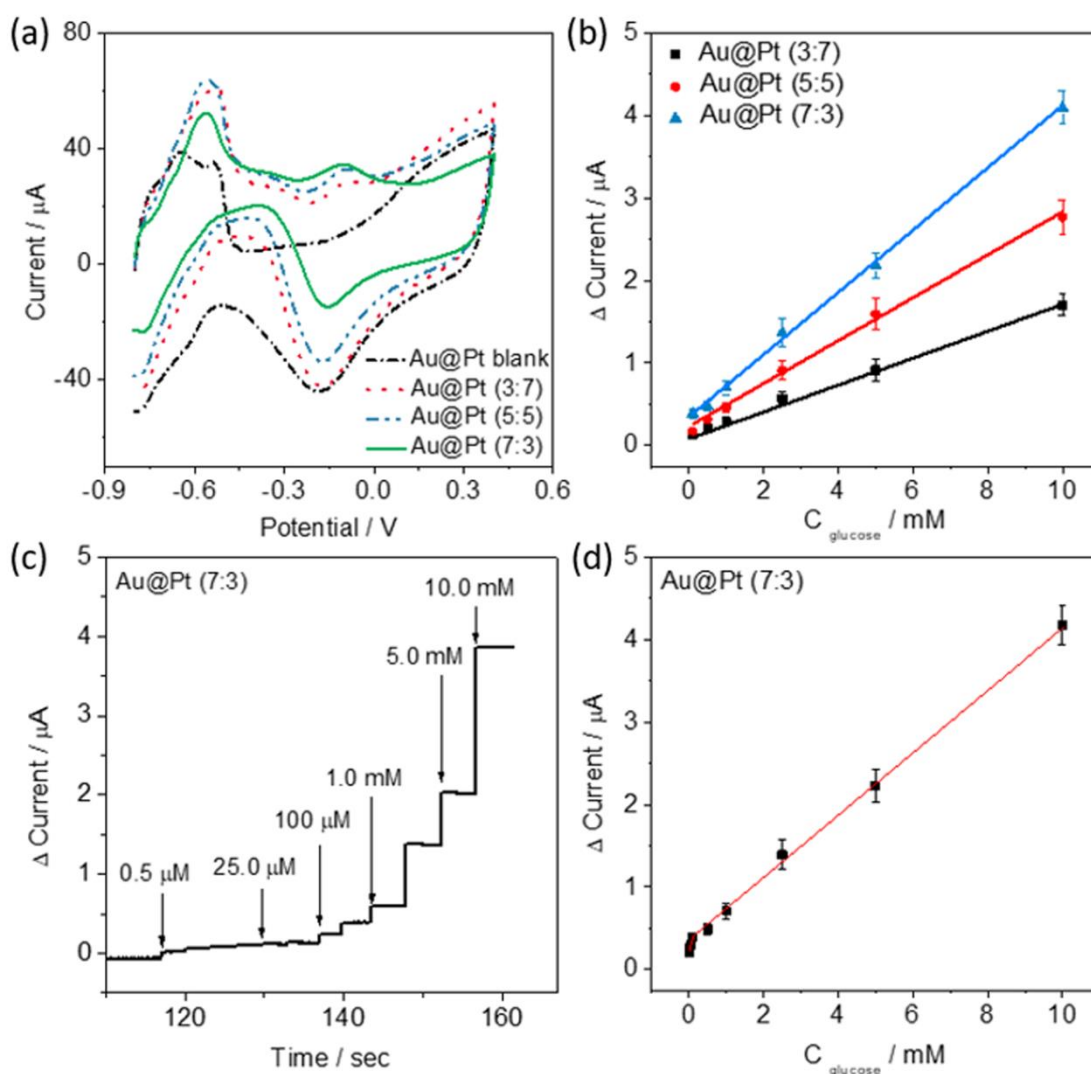 (a)
80
40
0
-40
-0.9
-0.6
-0.3
0.0
0.3
0.6
Current / μA
Potential / V
Au@Pt blank
Au@Pt (3:7)
Au@Pt (5:5)
Au@Pt (7:3)
(b)
5
4
3
2
1
0
0
2
4
6
8
10
Δ Current / μA
C glucose / mM
Au@Pt (3:7)
Au@Pt (5:5)
Au@Pt (7:3)
(c)
Au@Pt (7:3)
5
4
3
2
1
0
120
140
160
Δ Current / μA
Time / sec
0.5 μM
25.0 μM
100 μM
1.0 mM
5.0 mM
10.0 mM
(d)
Au@Pt (7:3)
5
4
3
2
1
0
0
2
4
6
8
10
Δ Current / μA
C glucose / mM